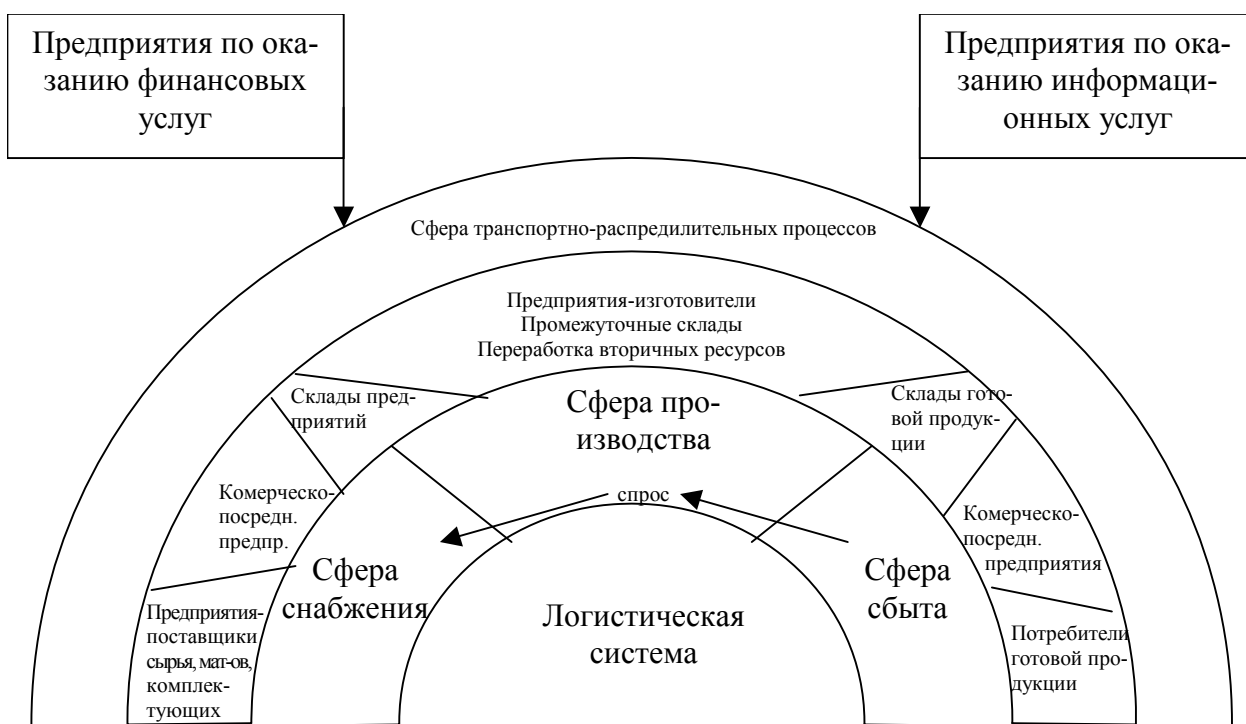 Предприятия по ока-
занию финансовых
услуг
Предприятия по ока-
занию информаци-
онных услуг
Сфера транспортно-распредилительных процессов
Предприятия-изготовители
Промежуточные склады
Переработка вторичных ресурсов
Склады пред-
приятий
Сфера про-
изводства
Склады гото-
вой продук-
ции
Комерческо-
посредн.
предпр.
спрос
Комерческо-
посредн.
предприятия
Сфера
снабжения
Сфера
сбыта
Предприятия-
поставщики
сырья, мат-ов,
комплек-
тующих
Логистическая
система
Потребители
готовой про-
дукции